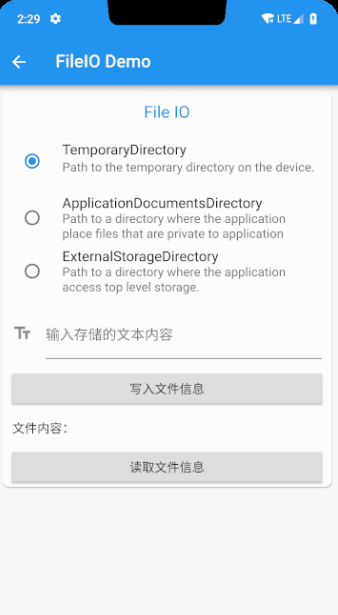 2:29
LTE
FileIO Demo
File IO
TemporaryDirectory
Path to the temporary directory on the device.
ApplicationDocumentsDirectory
Path to a directory where the application
place files that are private to application
ExternalStorageDirectory
Path to a directory where the application
access top level storage.
Tт 输入存储的文本内容
写入文件信息
文件内容：
读取文件信息